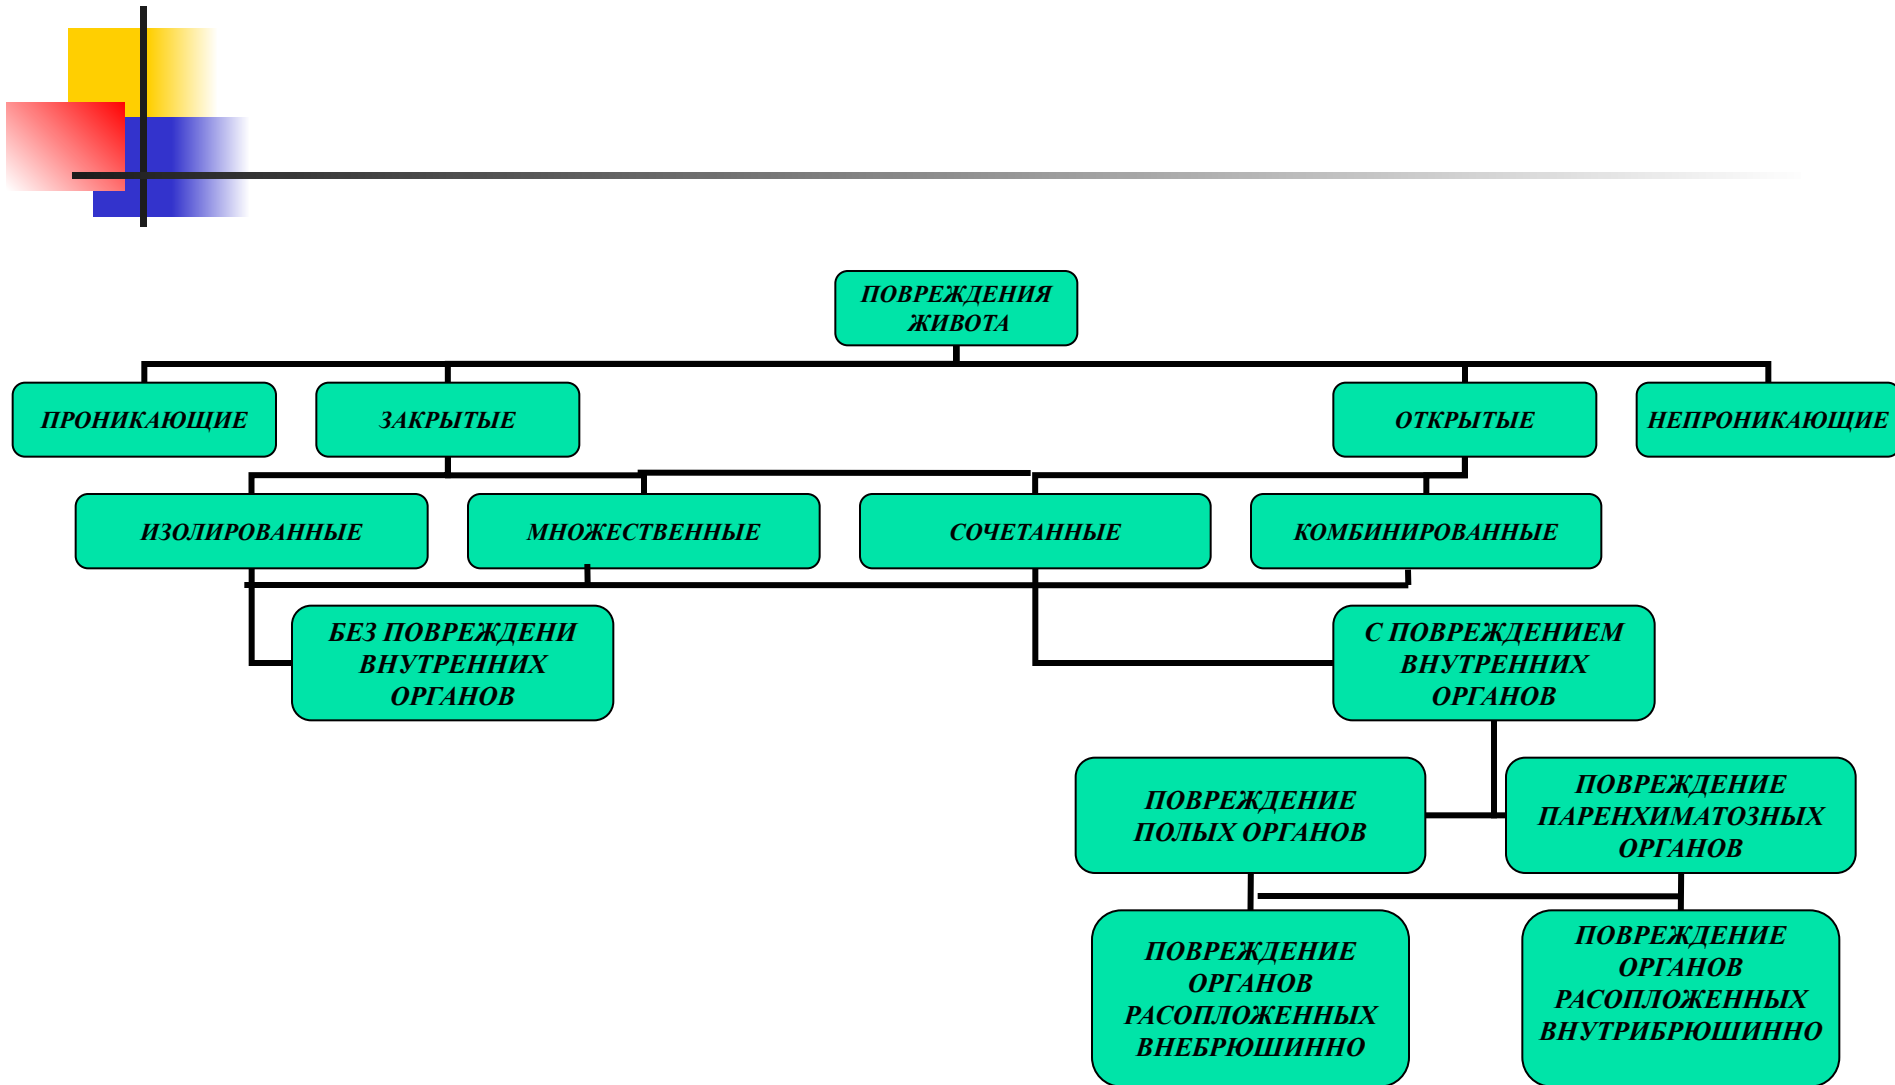 ПОВРЕЖДЕНИЯ
ЖИВОТА
ПРОНИКАЮЩИЕ
ЗАКРЫТЫЕ
ОТКРЫТЫЕ
НЕПРОНИКАЮЩИЕ
ИЗОЛИРОВАННЫЕ
МНОЖЕСТВЕННЫЕ
СОЧЕТАННЫЕ
КОМБИНИРОВАННЫЕ
БЕЗ ПОВРЕЖДЕНИ
ВНУТРЕННИХ
ОРГАНОВ
С ПОВРЕЖДЕНИЕМ
ВНУТРЕННИХ
ОРГАНОВ
ПОВРЕЖДЕНИЕ
ПОЛЫХ ОРГАНОВ
ПОВРЕЖДЕНИЕ
ПАРЕНХИМАТОЗНЫХ
ОРГАНОВ
ПОВРЕЖДЕНИЕ
ОРГАНОВ
РАСОПЛОЖЕННЫХ
ВНЕБРЮШИННО
ПОВРЕЖДЕНИЕ
ОРГАНОВ
РАСОПЛОЖЕННЫХ
ВНУТРИБРЮШИННО